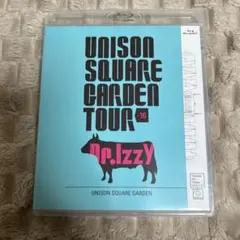 UNISON
SQUARE
GARDEN
TOUR '16
Dr.Izzy
UNISON SQUARE GARDEN